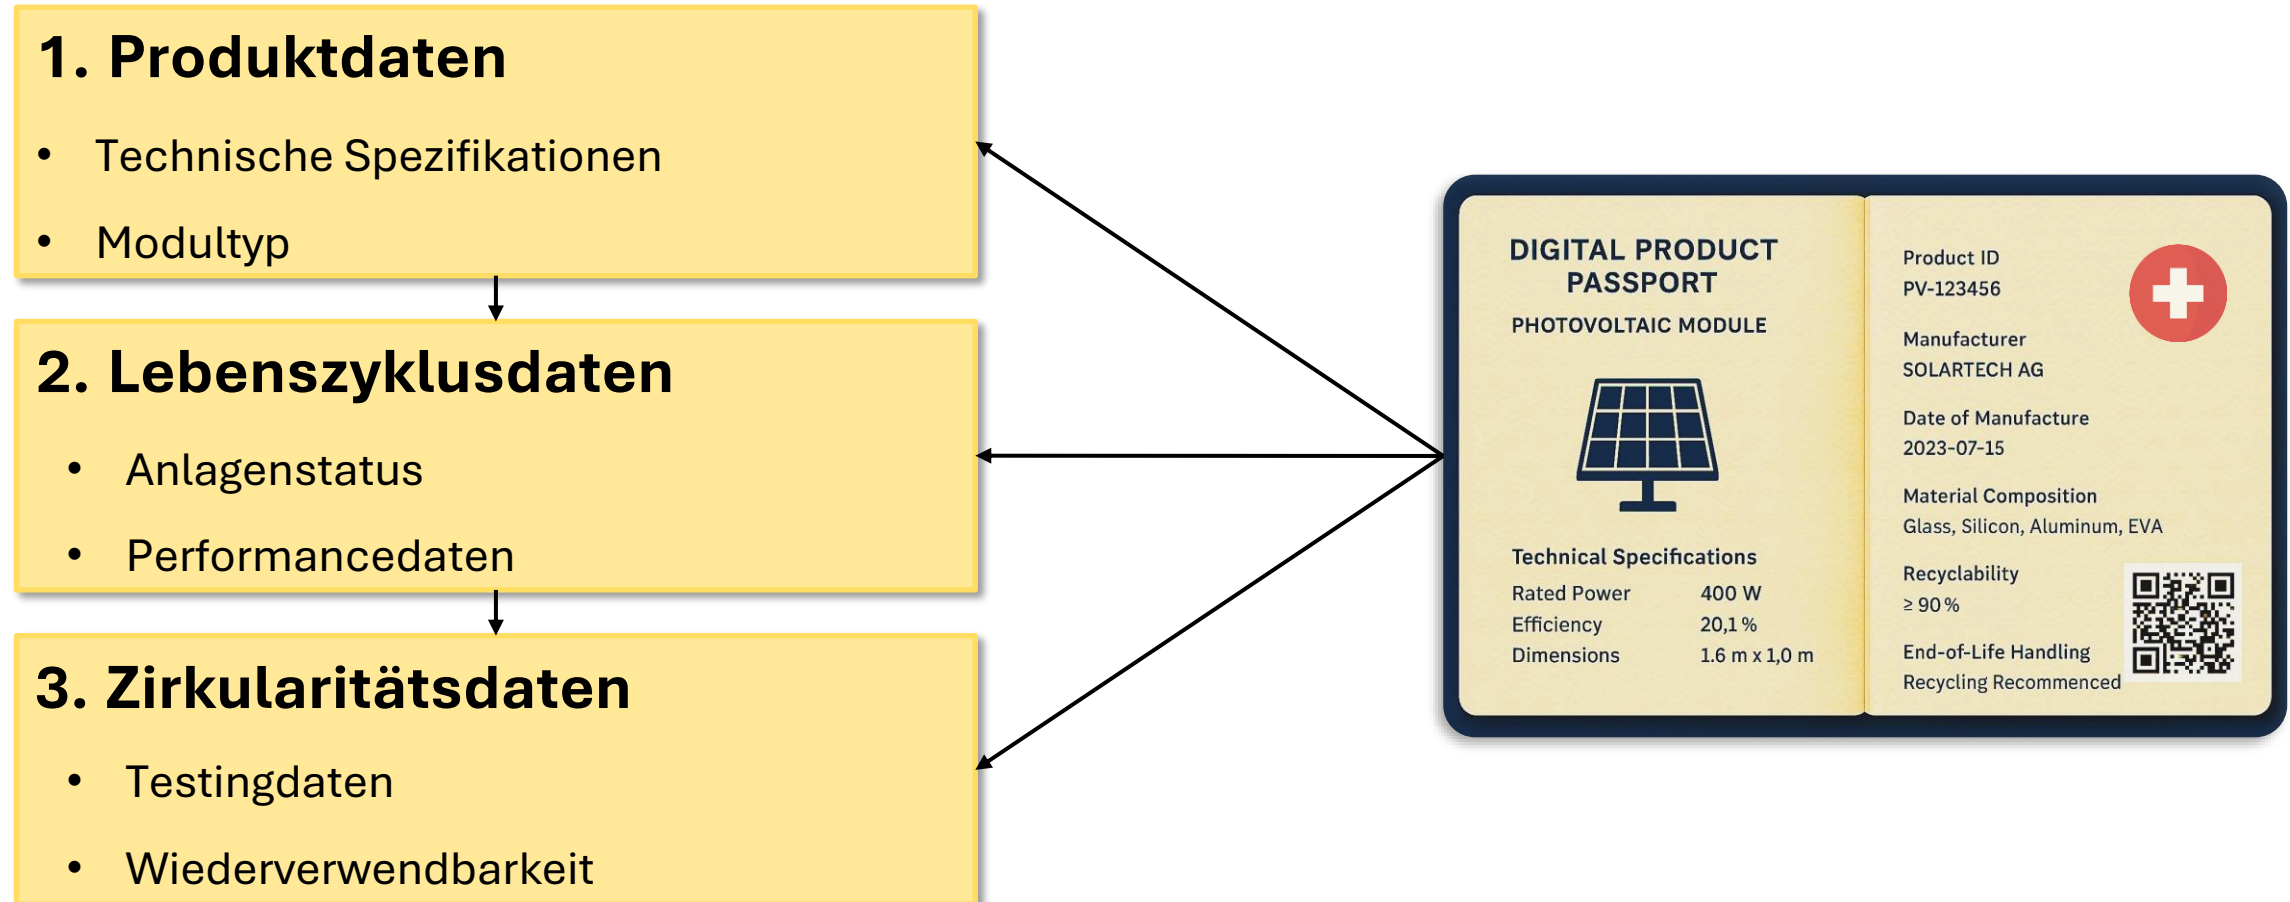 1. Produktdaten
• Technische Spezifikationen
• Modultyp
2. Lebenszyklusdaten
• Anlagenstatus
• Performancedaten
3. Zirkularitätsdaten
• Testingdaten
• Wiederverwendbarkeit
DIGITAL PRODUCT
PASSPORT
PHOTOVOLTAIC MODULE
Technical Specifications
Rated Power 400 W
Efficiency 20,1 %
Dimensions 1.6 m x 1,0 m
Product ID
PV-123456
Manufacturer
SOLARTECH AG
Date of Manufacture
2023-07-15
Material Composition
Glass, Silicon, Aluminum, EVA
Recyclability
≥ 90 %
End-of-Life Handling
Recycling Recommenced